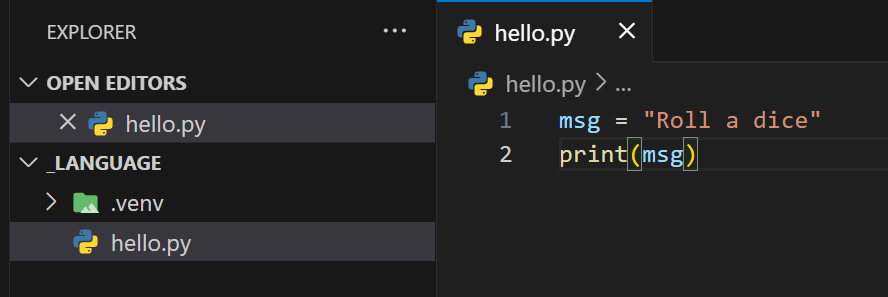 EXPLORER ...
OPEN EDITORS
hello.py
_LANGUAGE
.venv
hello.py
hello.py
hello.py > ...
1 msg = "Roll a dice"
2 print(msg)